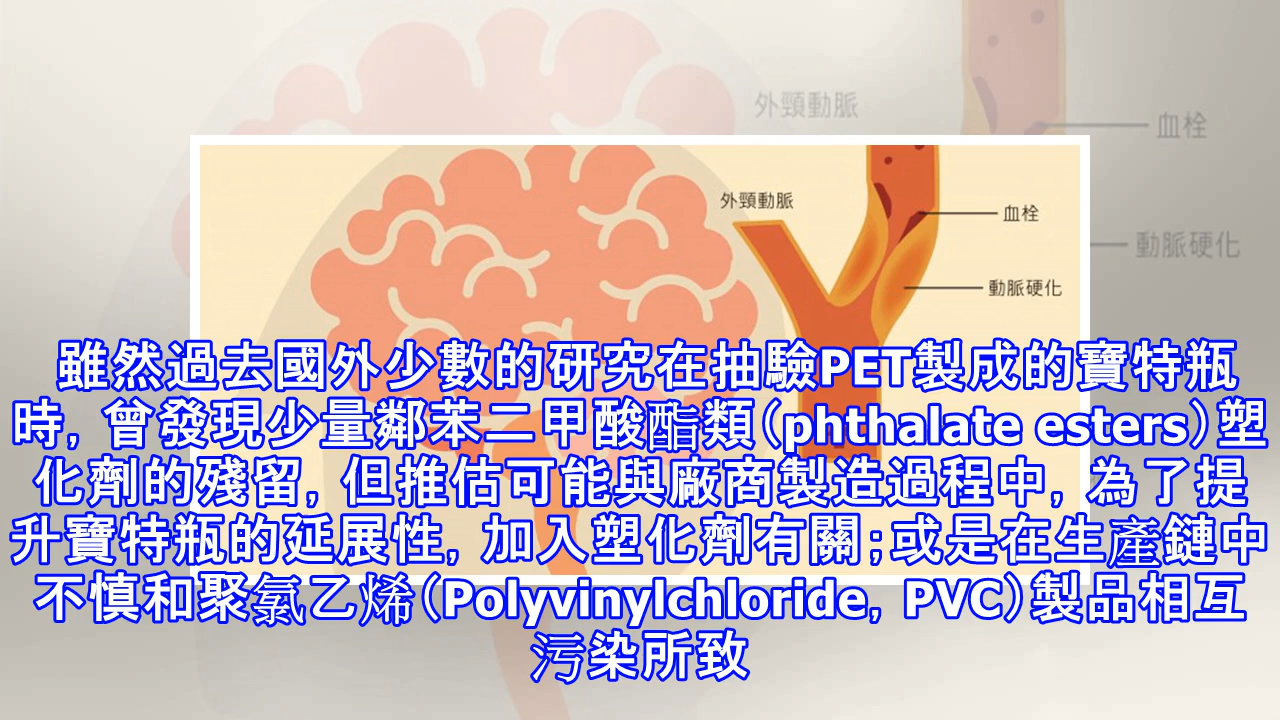 外頸動脈
血栓
動脈硬化
外頸動脈
血栓
動脈硬化
雖然過去國外少數的研究在抽驗PET製成的寶特瓶
時, 曾發現少量鄰苯二甲酸酯類(phthalate esters)塑
化劑的殘留, 但推估可能與廠商製造過程中, 為了提
升寶特瓶的延展性, 加入塑化劑有關;或是在生產鏈中
不慎和聚氯乙烯(Polyvinylchloride, PVC)製品相互
污染所致